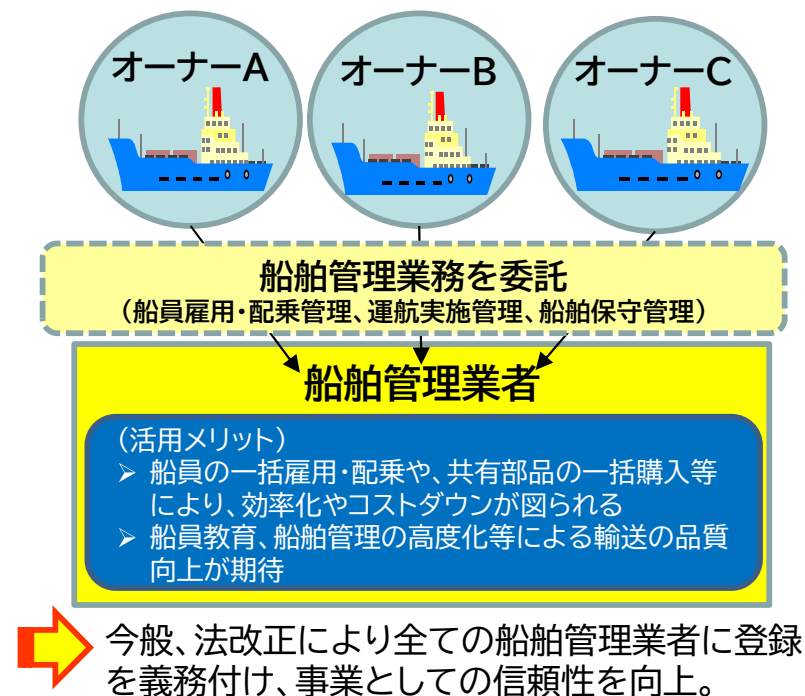 オーナーA
オーナーB
オーナーC
船舶管理業務を委託
（船員雇用・配乗管理、運航実施管理、船舶保守管理）
船舶管理業者
（活用メリット）
➢ 船員の一括雇用・配乗や、共有部品の一括購入等
により、効率化やコストダウンが図られる
➢ 船員教育、船舶管理の高度化等による輸送の品質
向上が期待
今般、法改正により全ての船舶管理業者に登録
を義務付け、事業としての信頼性を向上。